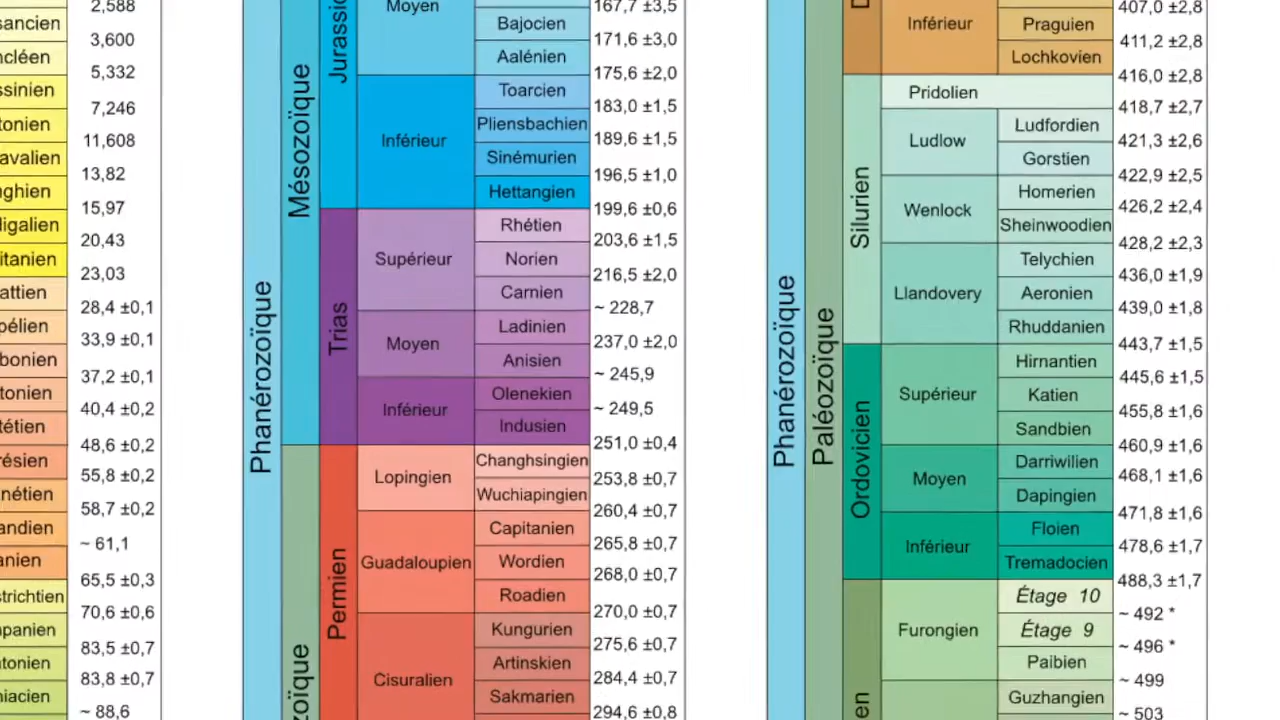 2,588
3,600
5,332
7,246
11,608
13,82
15,97
20,43
23,03
28,4 ±0,1
33,9 ±0,1
37,2 ±0,1
40,4 ±0,2
48,6 ±0,2
55,8 ±0,2
58,7 ±0,2
~ 61,1
65,5 ±0,3
70,6 ±0,6
83,5 ±0,7
83,8 ±0,7
~ 88,6
Phanérozoïque
Mésozoïque
Trias
Permien
Moyen
Inférieur
Supérieur
Moyen
Inférieur
Lopingien
Guadaloupien
Cisuralien
Bajocien
Aalénien
Toarcien
Pliensbachien
Sinémurien
Hettangien
Rhétien
Norien
Carnien
Ladinien
Anisien
Olenekien
Indusien
Changhsingien
Wuchiapingien
Capitanien
Wordien
Roadien
Kungurien
Artinskien
Sakmarien
167,7 ±3,5
171,6 ±3,0
175,6 ±2,0
183,0 ±1,5
189,6 ±1,5
196,5 ±1,0
199,6 ±0,6
203,6 ±1,5
216,5 ±2,0
~ 228,7
237,0 ±2,0
~ 245,9
~ 249,5
251,0 ±0,4
253,8 ±0,7
260,4 ±0,7
265,8 ±0,7
268,0 ±0,7
270,0 ±0,7
275,6 ±0,7
284,4 ±0,7
294,6 ±0,8
Phanérozoïque
Paléozoïque
Silurien
Ordovicien
Inférieur
Pridolien
Ludlow
Wenlock
Llandovery
Supérieur
Moyen
Inférieur
Furongien
Praguien
Lochkovien
Ludfordien
Gorstien
Homerien
Sheinwoodien
Telychien
Aeronien
Rhuddanien
Hirnantien
Katien
Sandbien
Darriwilien
Dapingien
Floien
Tremadocien
Étage 10
Étage 9
Paibien
Guzhangien
407,0 ±2,8
411,2 ±2,8
416,0 ±2,8
418,7 ±2,7
421,3 ±2,6
422,9 ±2,5
426,2 ±2,4
428,2 ±2,3
436,0 ±1,9
439,0 ±1,8
443,7 ±1,5
445,6 ±1,5
455,8 ±1,6
460,9 ±1,6
468,1 ±1,6
471,8 ±1,6
478,6 ±1,7
488,3 ±1,7
~ 492 *
~ 496 *
~ 499
~ 503